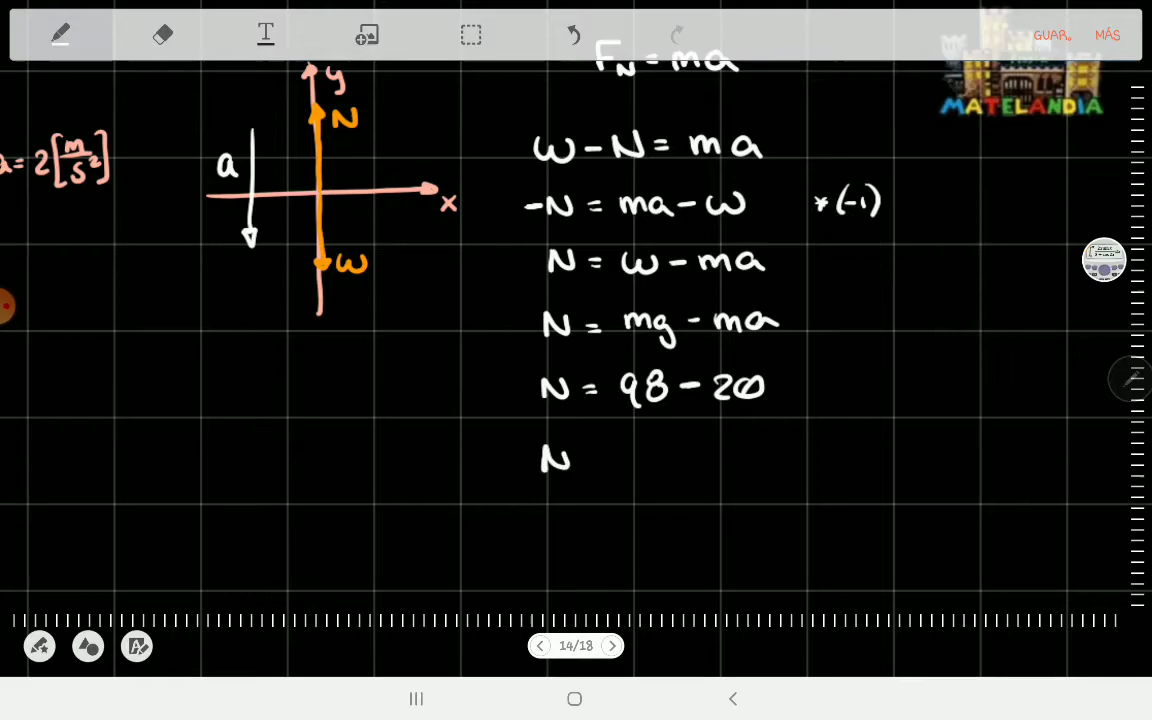 T
GUAR. MÁS
F_N = ma
MATELANDIA
y
N
a = 2 [m/s²]
a
x
ω
ω - N = ma
-N = ma - ω * (-1)
N = ω - ma
N = mg - ma
N = 98 - 20
N
14/18